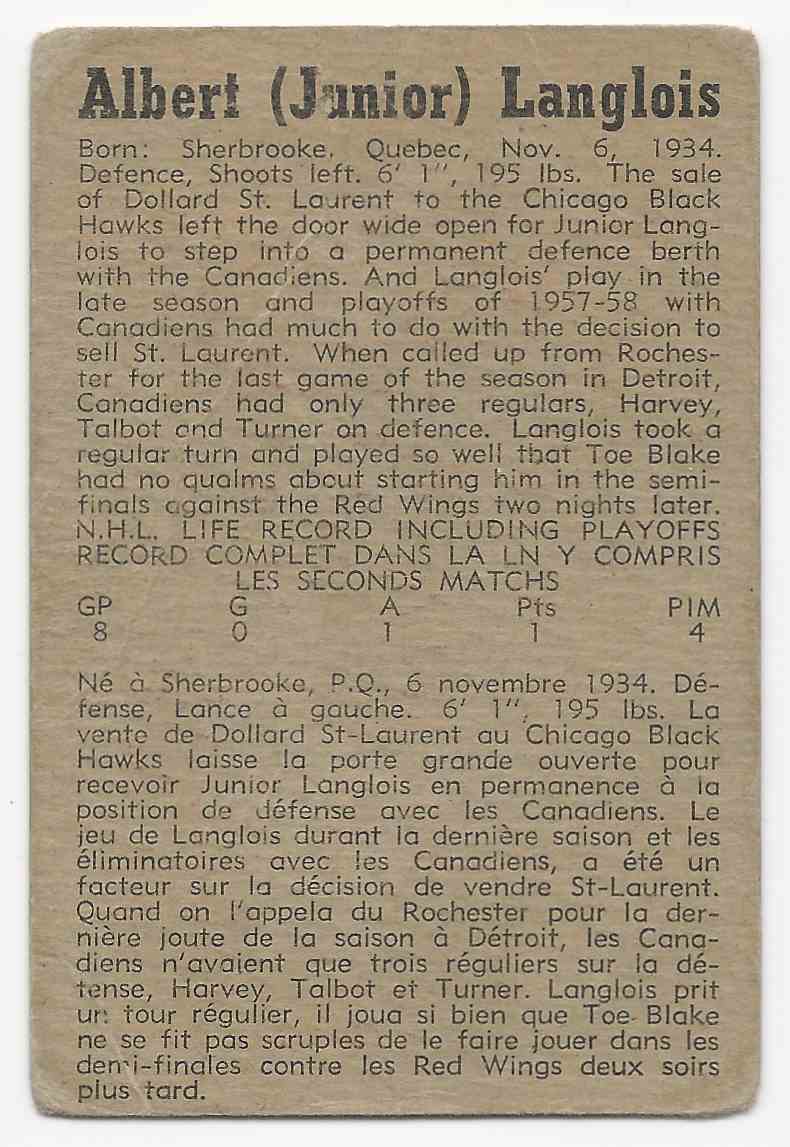 Albert (Junior) Langlois
Born: Sherbrooke, Quebec, Nov. 6, 1934.
Defence, Shoots left. 6' 1", 195 lbs. The sale
of Dollard St. Laurent to the Chicago Black
Hawks left the door wide open for Junior Lang-
lois to step into a permanent defence berth
with the Canadiens. And Langlois' play in the
late season and playoffs of 1957-58 with
Canadiens had much to do with the decision to
sell St. Laurent. When called up from Roches-
ter for the last game of the season in Detroit,
Canadiens had only three regulars, Harvey,
Talbot and Turner on defence. Langlois took a
regular turn and played so well that Toe Blake
had no qualms about starting him in the semi-
finals against the Red Wings two nights later.
N.H.L. LIFE RECORD INCLUDING PLAYOFFS
RECORD COMPLET DANS LA LN Y COMPRIS
LES SECONDS MATCHS
GP G A Pts PIM
8 0 1 1 4
Né à Sherbrooke, P.Q., 6 novembre 1934. Dé-
fense, Lance à gauche. 6' 1", 195 lbs. La
vente de Dollard St-Laurent au Chicago Black
Hawks laisse la porte grande ouverte pour
recevoir Junior Langlois en permanence à la
position de défense avec les Canadiens. Le
jeu de Langlois durant la dernière saison et les
éliminatoires avec les Canadiens, a été un
facteur sur la décision de vendre St-Laurent.
Quand on l'appela du Rochester pour la der-
nière joute de la saison à Détroit, les Cana-
diens n'avaient que trois réguliers sur la dé-
fense, Harvey, Talbot et Turner. Langlois prit
un tour régulier, il joua si bien que Toe Blake
ne se fit pas scruples de le faire jouer dans les
demi-finales contre les Red Wings deux soirs
plus tard.